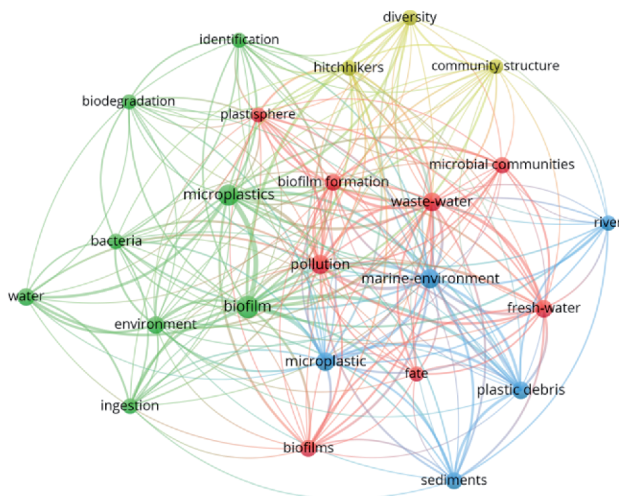 diversity
identification
hitchhikers
community structure
biodegradation
plastisphere
microbial communities
biofilm formation
microplastics
waste-water
river
bacteria
pollution
marine-environment
water
biofilm
fresh-water
environment
microplastic
fate
plastic debris
ingestion
biofilms
sediments